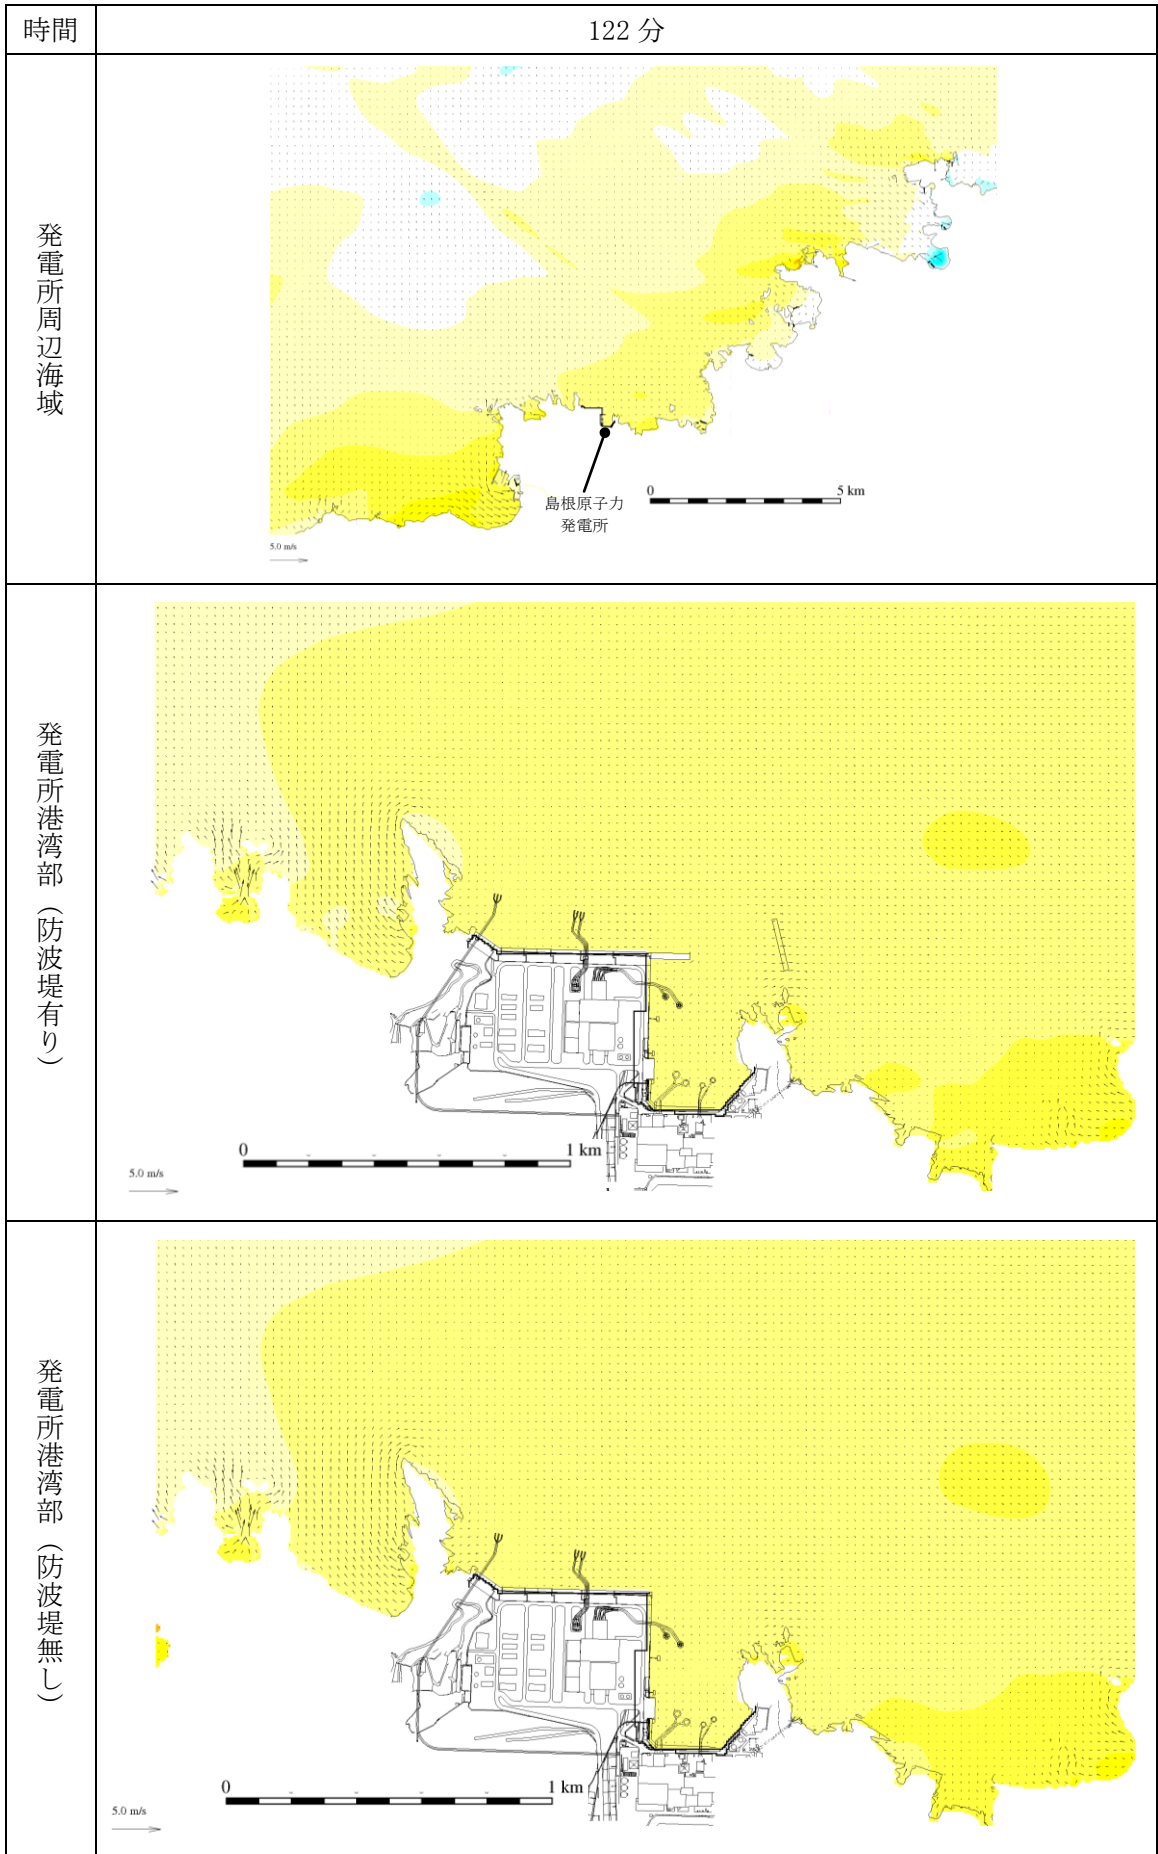 時間
122 分
発電所周辺海域
島根原子力
発電所
0 5 km
5.0 m/s
発電所港湾部（防波堤有り）
0 1 km
5.0 m/s
発電所港湾部（防波堤無し）
0 1 km
5.0 m/s